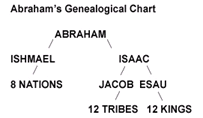 Abraham's Genealogical Chart
ABRAHAM
ISHMAEL ISAAC
8 NATIONS JACOB ESAU
12 TRIBES 12 KINGS